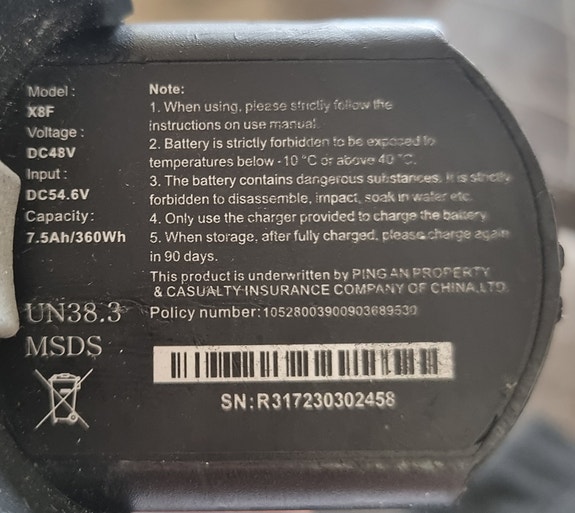 Model :
X8F
Voltage :
DC48V
Input :
DC54.6V
Capacity :
7.5Ah/360Wh
UN38.3
MSDS
Note:
1. When using, please strictly follow the
instructions on use manual.
2. Battery is strictly forbidden to be exposed to
temperatures below -10 °C or above 40 °C.
3. The battery contains dangerous substances. It is strictly
forbidden to disassemble, impact, soak in water etc.
4. Only use the charger provided to charge the battery.
5. When storage, after fully charged, please charge again
in 90 days.
This product is underwritten by PING AN PROPERTY
& CASUALTY INSURANCE COMPANY OF CHINA,LTD.
Policy number:10528003900903689530
SN:R317230302458